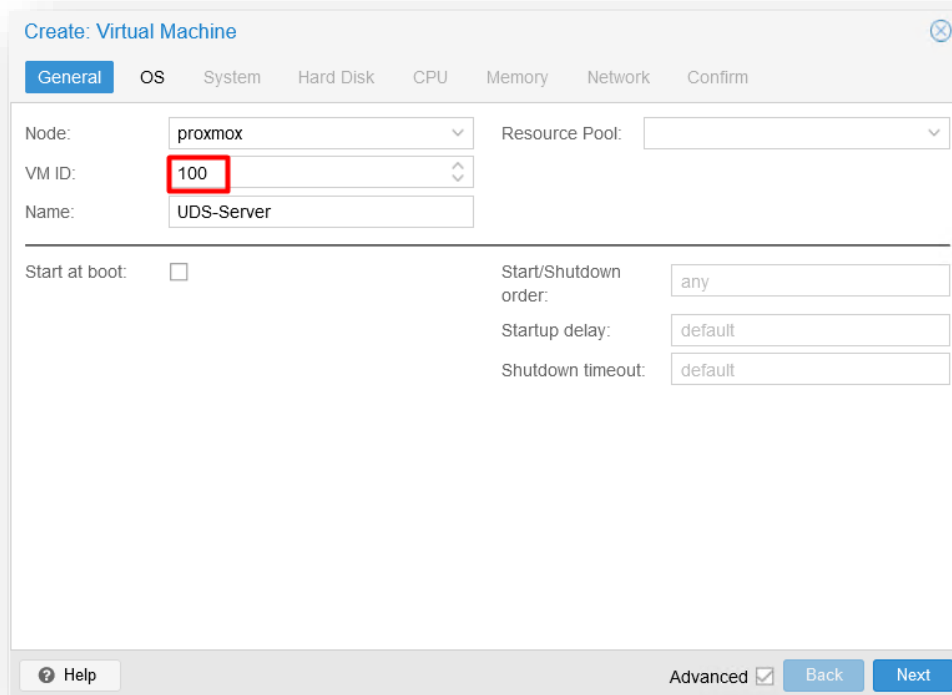 Create: Virtual Machine
General OS System Hard Disk CPU Memory Network Confirm
Node: proxmox Resource Pool:
VM ID: 100
Name: UDS-Server
Start at boot: Start/Shutdown order: any
Startup delay: default
Shutdown timeout: default
Help Advanced Back Next